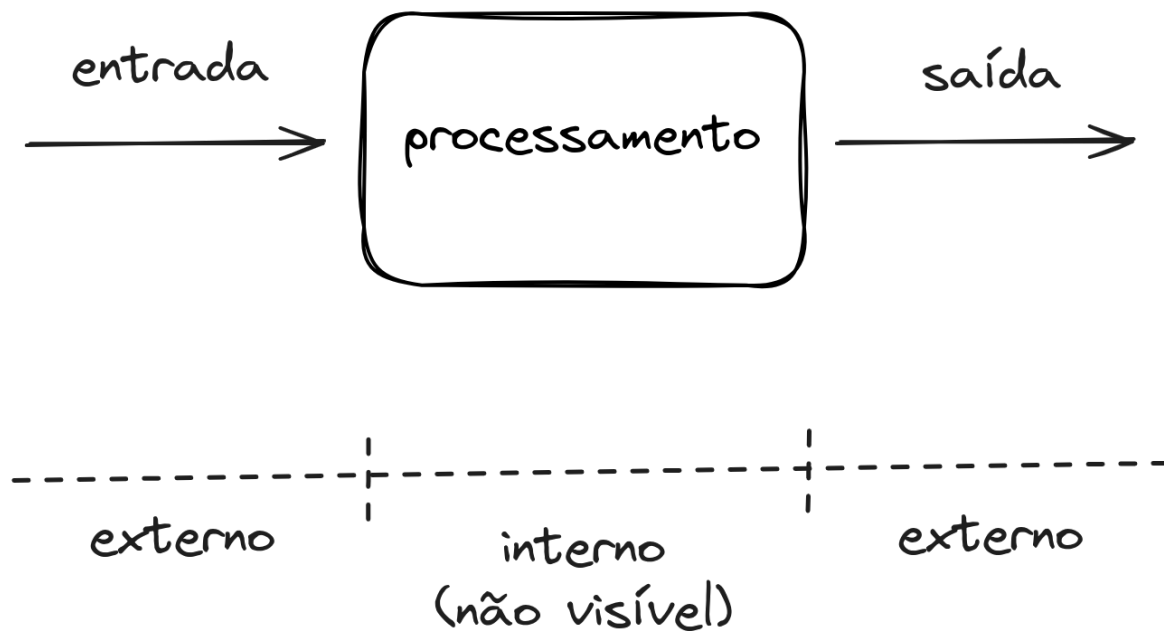 entrada
processamento
saída
externo
interno
(não visível)
externo